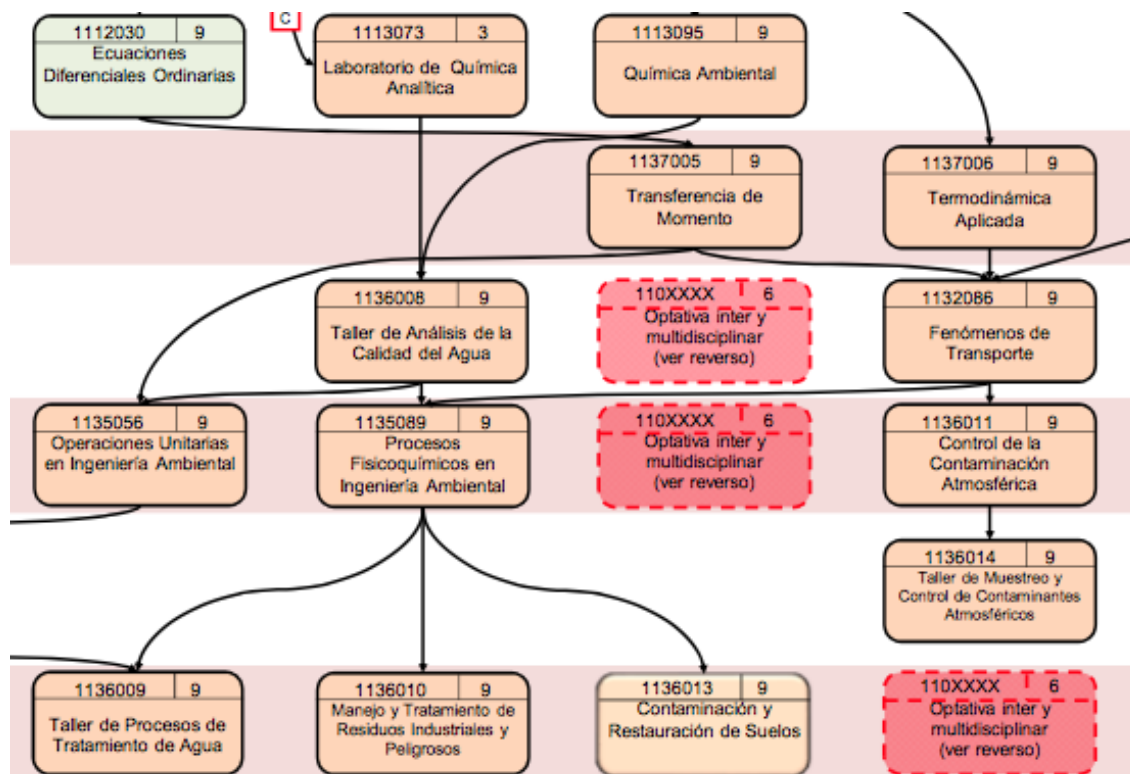 C
1112030 9
Ecuaciones
Diferenciales Ordinarias
1113073 3
Laboratorio de Química
Analítica
1113095 9
Química Ambiental
1137005 9
Transferencia de
Momento
1137006 9
Termodinámica
Aplicada
1136008 9
Taller de Análisis de la
Calidad del Agua
110XXXX 6
Optativa inter y
multidisciplinar
(ver reverso)
1132086 9
Fenómenos de
Transporte
1135056 9
Operaciones Unitarias
en Ingeniería Ambiental
1135089 9
Procesos
Fisicoquímicos en
Ingeniería Ambiental
110XXXX 6
Optativa inter y
multidisciplinar
(ver reverso)
1136011 9
Control de la
Contaminación
Atmosférica
1136014 9
Taller de Muestreo y
Control de Contaminantes
Atmosféricos
1136009 9
Taller de Procesos de
Tratamiento de Agua
1136010 9
Manejo y Tratamiento de
Residuos Industriales y
Peligrosos
1136013 9
Contaminación y
Restauración de Suelos
110XXXX 6
Optativa inter y
multidisciplinar
(ver reverso)